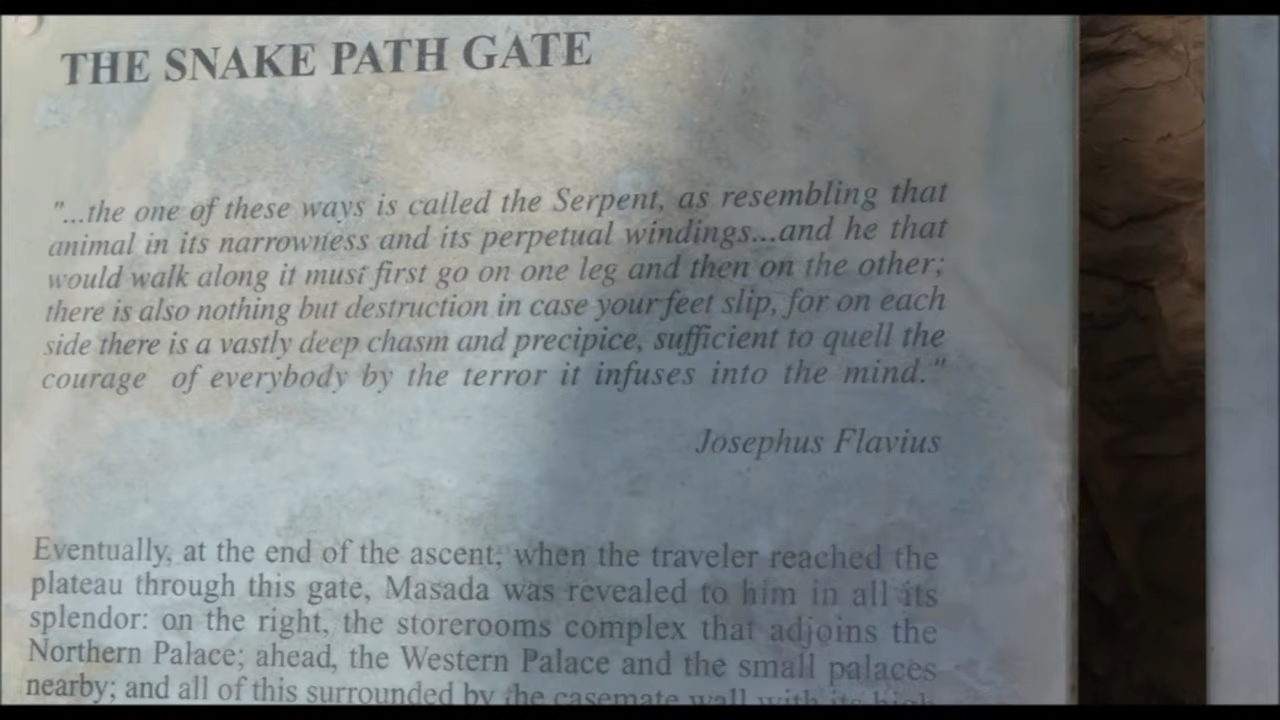 THE SNAKE PATH GATE
"...the one of these ways is called the Serpent, as resembling that
animal in its narrowness and its perpetual windings...and he that
would walk along it must first go on one leg and then on the other;
there is also nothing but destruction in case your feet slip, for on each
side there is a vastly deep chasm and precipice, sufficient to quell the
courage of everybody by the terror it infuses into the mind."
Josephus Flavius
Eventually, at the end of the ascent, when the traveler reached the
plateau through this gate, Masada was revealed to him in all its
splendor: on the right, the storerooms complex that adjoins the
Northern Palace; ahead, the Western Palace and the small palaces
nearby; and all of this surrounded by the casemate wall with its high